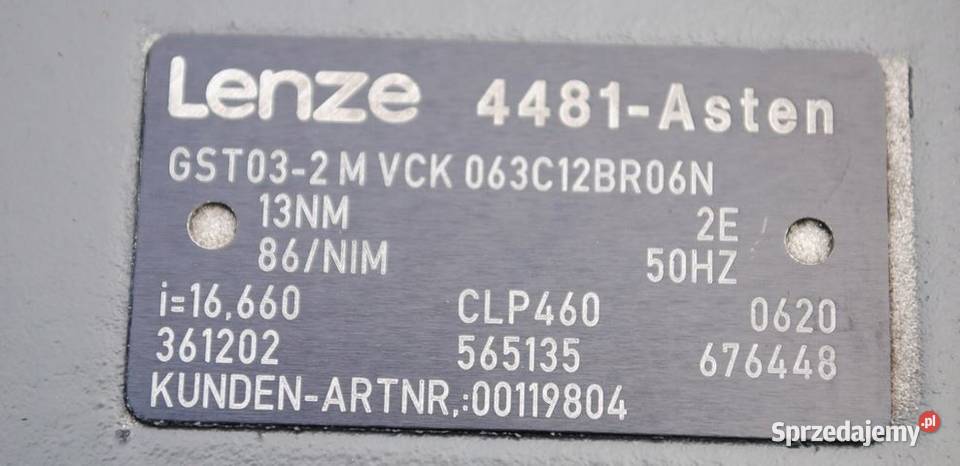 Lenze 4481-Asten
GST03-2 M VCK 063C12BR06N
13NM 2E
86/NIM 50HZ
i=16,660 CLP460 0620
361202 565135 676448
KUNDEN-ARTNR,:00119804
Sprzedajemy.pl